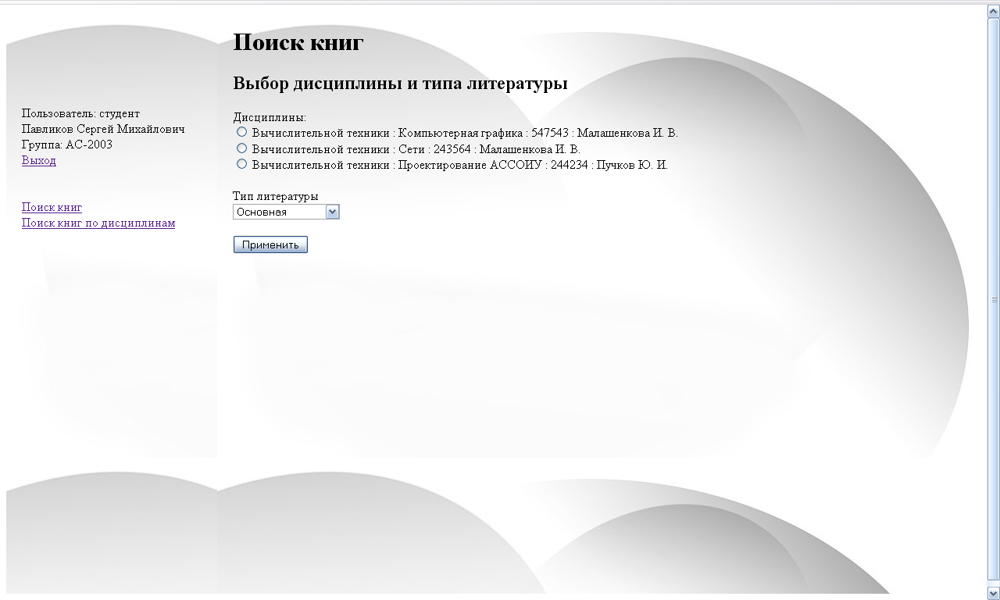 Поиск книг
Выбор дисциплины и типа литературы
Пользователь: студент
Павликов Сергей Михайлович
Группа: АС-2003
Выход
Поиск книг
Поиск книг по дисциплинам
Дисциплины:
Вычислительной техники : Компьютерная графика : 547543 : Малашенкова И. В.
Вычислительной техники : Сети : 243564 : Малашенкова И. В.
Вычислительной техники : Проектирование АССОИУ : 244234 : Пучков Ю. И.
Тип литературы
Основная
Применить